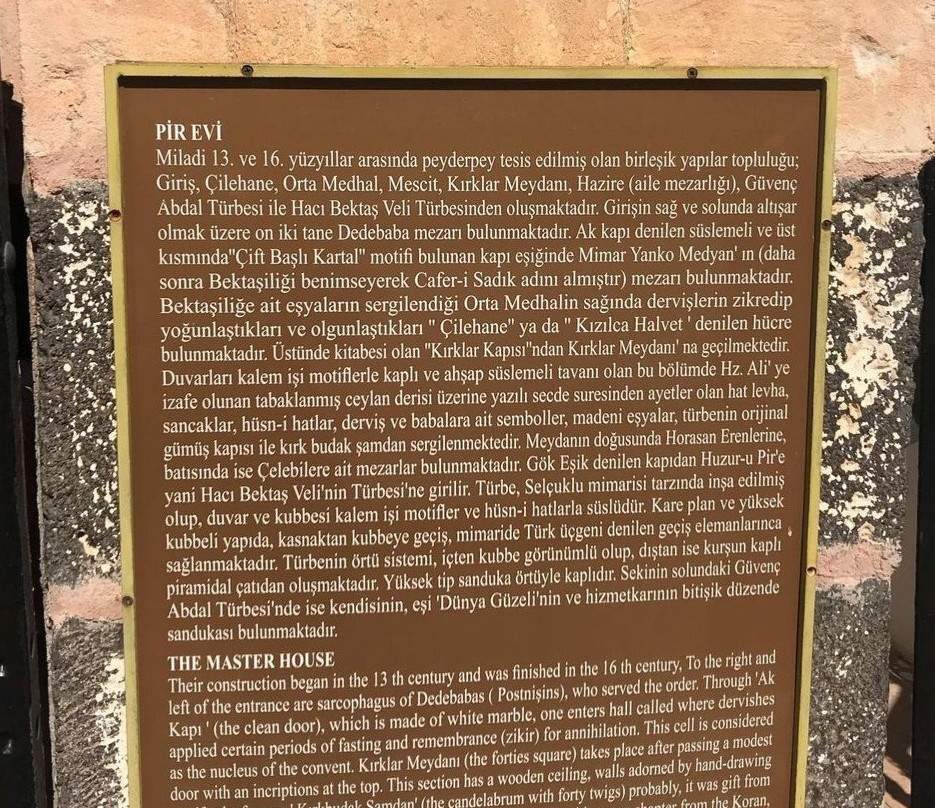 PİR EVİ
Miladi 13. ve 16. yüzyıllar arasında peyderpey tesis edilmiş olan birleşik yapılar topluluğu;
Giriş, Çilehane, Orta Medhal, Mescit, Kırklar Meydanı, Hazire (aile mezarlığı), Güvenç
Abdal Türbesi ile Hacı Bektaş Veli Türbesinden oluşmaktadır. Girişin sağ ve solunda altışar
olmak üzere on iki tane Dedebaba mezarı bulunmaktadır. Ak kapı denilen süslemeli ve üst
kısmında"Çift Başlı Kartal" motifi bulunan kapı eşiğinde Mimar Yanko Medyan' ın (daha
sonra Bektaşiliği benimseyerek Cafer-i Sadık adını almıştır) mezarı bulunmaktadır.
Bektaşiliğe ait eşyaların sergilendiği Orta Medhalin sağında dervişlerin zikredip
yoğunlaştıkları ve olgunlaştıkları " Çilehane" ya da " Kızılca Halvet ' denilen hücre
bulunmaktadır. Üstünde kitabesi olan "Kırklar Kapısı"ndan Kırklar Meydanı' na geçilmektedir.
Duvarları kalem işi motiflerle kaplı ve ahşap süslemeli tavanı olan bu bölümde Hz. Ali' ye
izafe olunan tabaklanmış ceylan derisi üzerine yazılı secde suresinden ayetler olan hat levha,
sancaklar, hüsn-i hatlar, derviş ve babalara ait semboller, madeni eşyalar, türbenin orijinal
gümüş kapısı ile kırk budak şamdan sergilenmektedir. Meydanın doğusunda Horasan Erenlerine,
batısında ise Çelebilere ait mezarlar bulunmaktadır. Gök Eşik denilen kapıdan Huzur-u Pir'e
yani Hacı Bektaş Veli'nin Türbesi'ne girilir. Türbe, Selçuklu mimarisi tarzında inşa edilmiş
olup, duvar ve kubbesi kalem işi motifler ve hüsn-i hatlarla süslüdür. Kare plan ve yüksek
kubbeli yapıda, kasnaktan kubbeye geçiş, mimaride Türk üçgeni denilen geçiş elemanlarınca
sağlanmaktadır. Türbenin örtü sistemi, içten kubbe görünümlü olup, dıştan ise kurşun kaplı
piramidal çatıdan oluşmaktadır. Yüksek tip sanduka örtüyle kaplıdır. Sekinin solundaki Güvenç
Abdal Türbesi'nde ise kendisinin, eşi 'Dünya Güzeli'nin ve hizmetkarının bitişik düzende
sandukası bulunmaktadır.
THE MASTER HOUSE
Their construction began in the 13 th century and was finished in the 16 th century, To the right and
left of the entrance are sarcophagus of Dedebabas ( Postnişins), who served the order. Through 'Ak
Kapı ' (the clean door), which is made of white marble, one enters hall called where dervishes
applied certain periods of fasting and remembrance (zikir) for annihilation. This cell is considered
as the nucleus of the convent. Kırklar Meydanı (the forties square) takes place after passing a modest
door with an incriptions at the top. This section has a wooden ceiling, walls adorned by hand-drawing
Kırkbudak Şamdan' (the candelabrum with forty twigs) probably, it was gift from
chapter from the Koran,